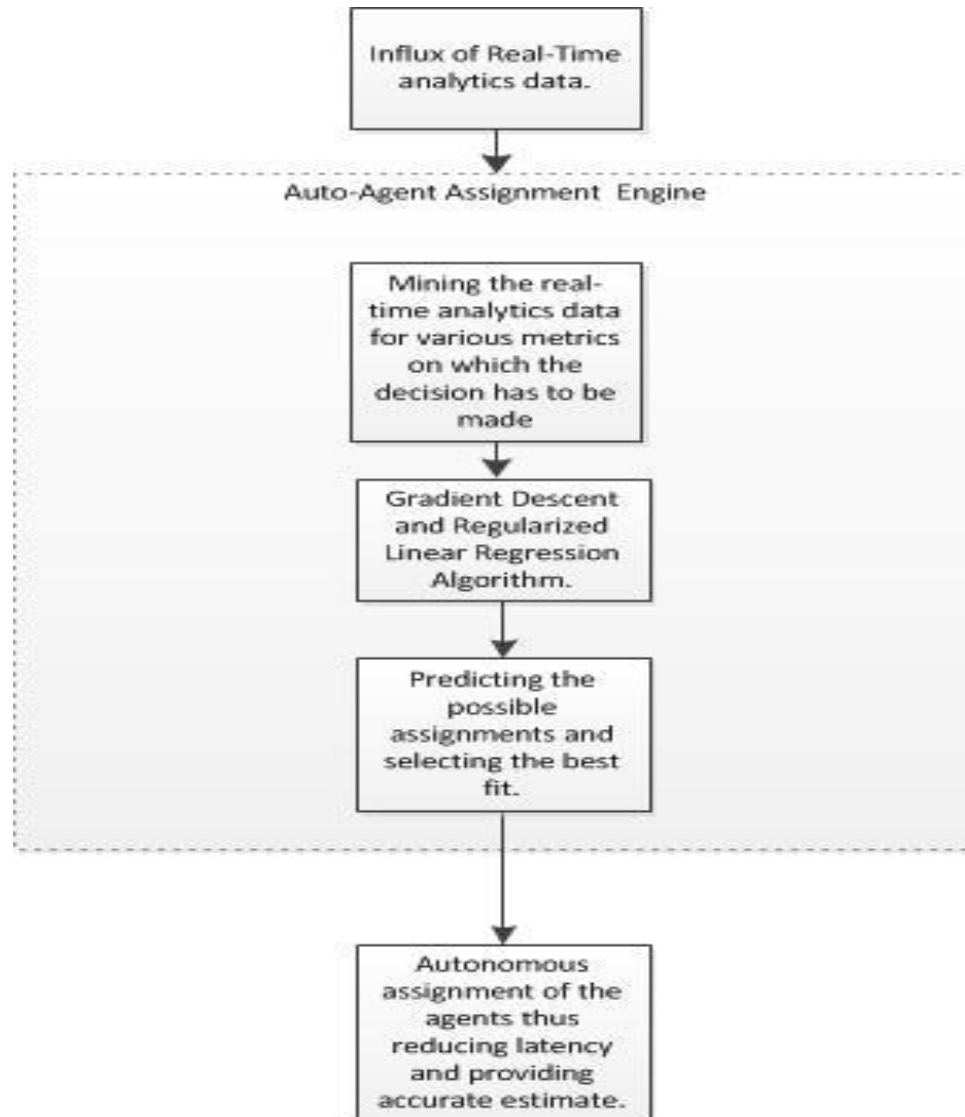 Influx of Real-Time
analytics data.
Auto-Agent Assignment Engine
Mining the real-
time analytics data
for various metrics
on which the
decision has to be
made
Gradient Descent
and Regularized
Linear Regression
Algorithm.
Predicting the
possible
assignments and
selecting the best
fit.
Autonomous
assignment of the
agents thus
reducing latency
and providing
accurate estimate.